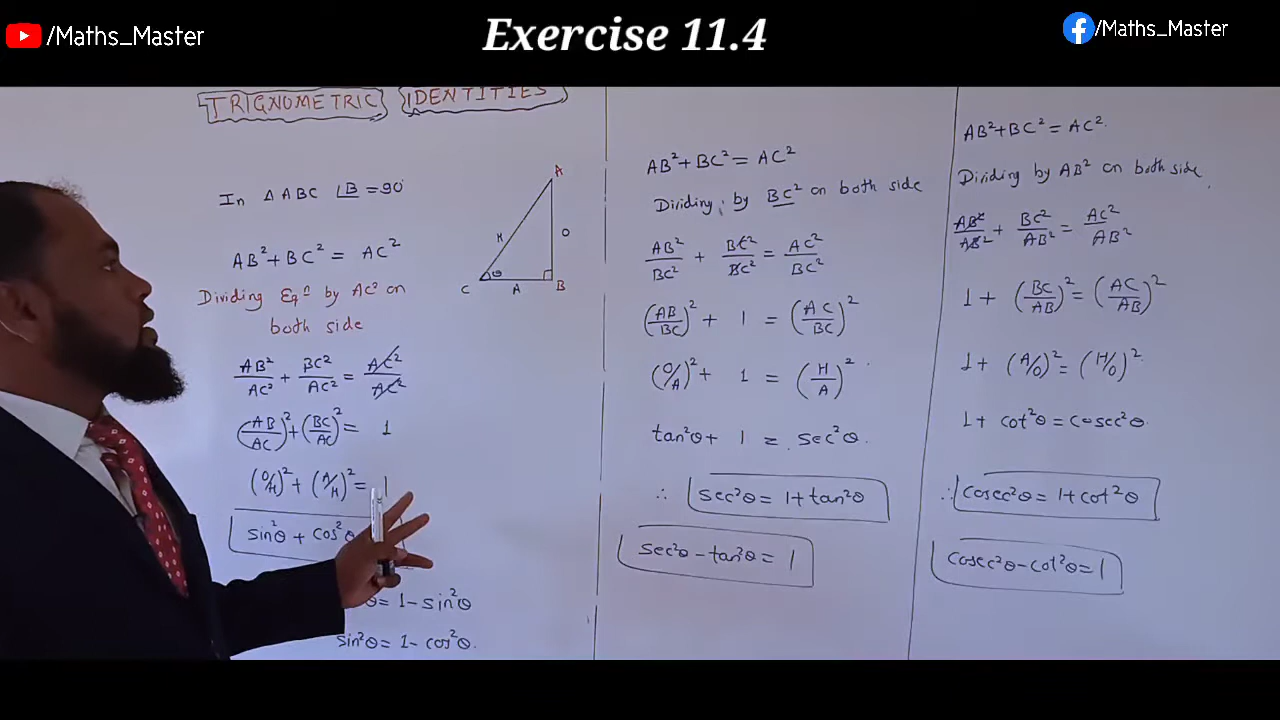 /Maths_Master
Exercise 11.4
/Maths_Master
TRIGNOMETRIC IDENTITIES
In △ABC ∠B = 90°
AB² + BC² = AC²
Dividing Eqⁿ by AC² on
both side
AB²/AC² + BC²/AC² = AC²/AC²
(AB/AC)² + (BC/AC)² = 1
(O/H)² + (A/H)² = 1
sin²θ + cos²θ
θ = 1 - sin²θ
sin²θ = 1 - cos²θ.
A
H
O
θ
C
A
B
AB² + BC² = AC²
Dividing by BC² on both side
AB²/BC² + BC²/BC² = AC²/BC²
(AB/BC)² + 1 = (AC/BC)²
(O/A)² + 1 = (H/A)²
tan²θ + 1 = sec²θ.
∴ sec²θ = 1 + tan²θ
sec²θ - tan²θ = 1
AB² + BC² = AC².
Dividing by AB² on both side.
AB²/AB² + BC²/AB² = AC²/AB²
1 + (BC/AB)² = (AC/AB)²
1 + (A/O)² = (H/O)²
1 + cot²θ = cosec²θ
∴ cosec²θ = 1 + cot²θ
cosec²θ - cot²θ = 1